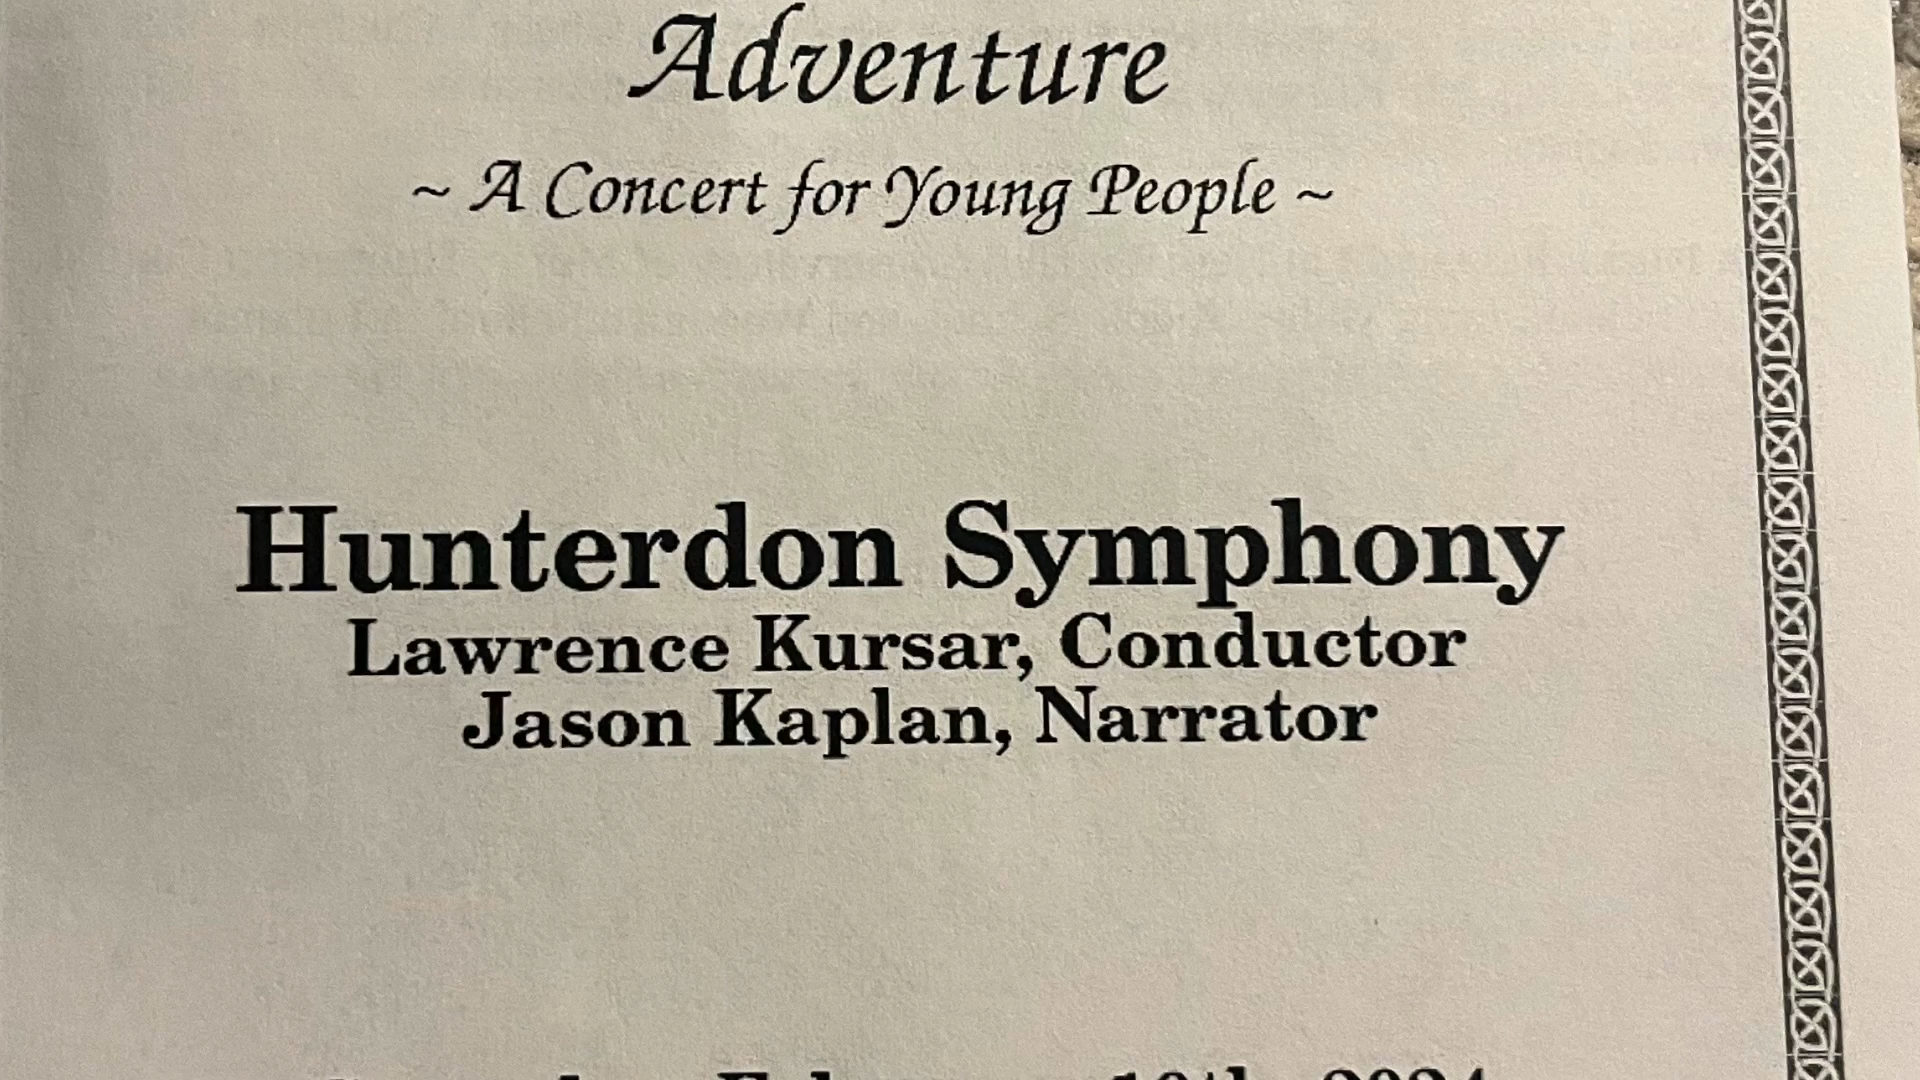 Adventure
~ A Concert for Young People ~
Hunterdon Symphony
Lawrence Kursar, Conductor
Jason Kaplan, Narrator